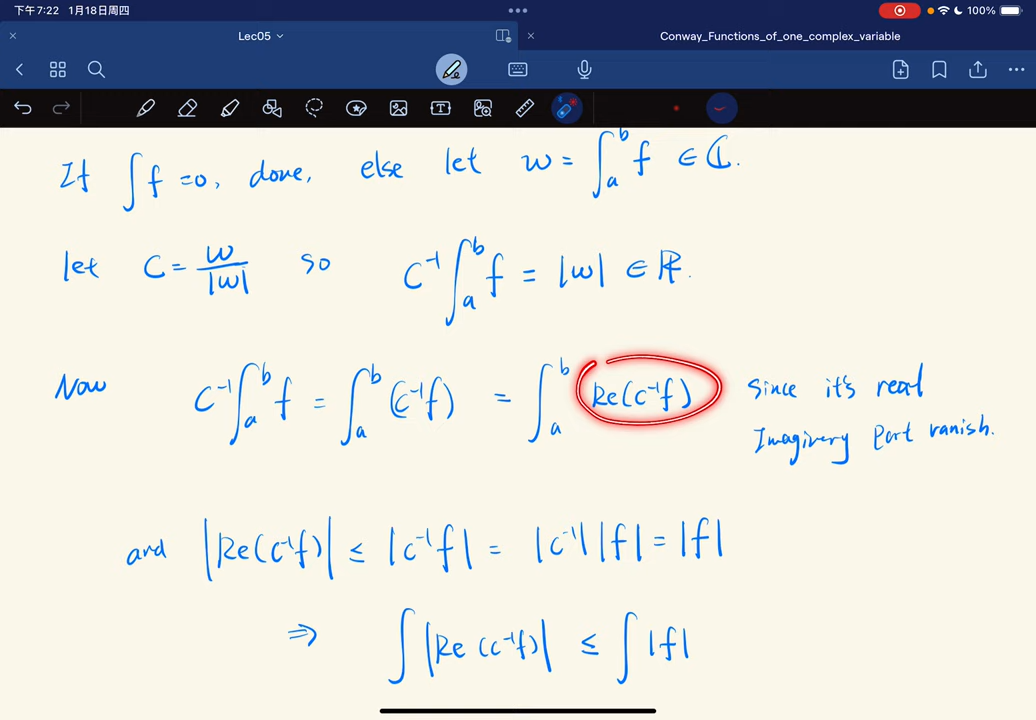 下午7:22 1月18日周四
100%
Lec05
Conway_Functions_of_one_complex_variable
If ∫f =0, done, else let w = ∫_a^b f ∈ ℂ.
let C = w/|w| so C⁻¹ ∫_a^b f = |w| ∈ ℝ.
Now C⁻¹ ∫_a^b f = ∫_a^b (c⁻¹f) = ∫_a^b Re(c⁻¹f) since it's real
Imaginery Part vanish.
and |Re(c⁻¹f)| ≤ |c⁻¹f| = |c⁻¹||f| = |f|
⇒ ∫|Re(c⁻¹f)| ≤ ∫|f|